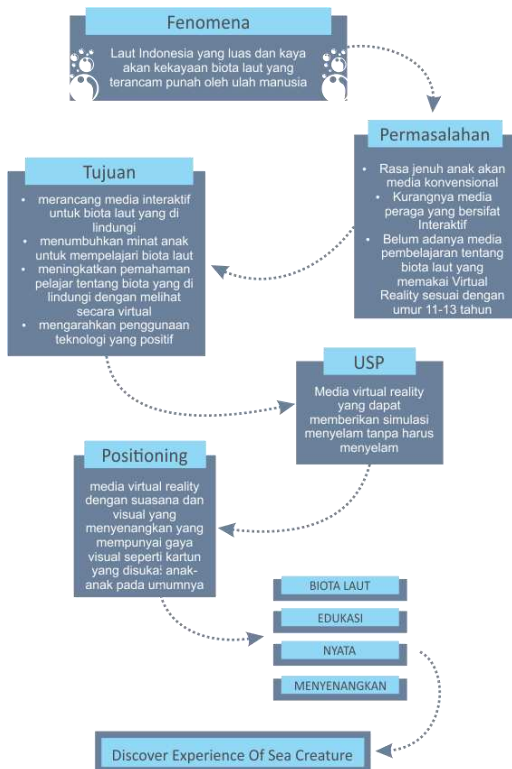 Fenomena
Laut Indonesia yang luas dan kaya
akan kekayaan biota laut yang
terancam punah oleh ulah manusia
Permasalahan
• Rasa jenuh anak akan
media konvensional
• Kurangnya media
peraga yang bersifat
Interaktif
• Belum adanya media
pembelajaran tentang
biota laut yang
memakai Virtual
Reality sesuai dengan
umur 11-13 tahun
Tujuan
• merancang media interaktif
untuk biota laut yang di
lindungi
• menumbuhkan minat anak
untuk mempelajari biota laut
• meningkatkan pemahaman
pelajar tentang biota yang di
lindungi dengan melihat
secara virtual
• mengarahkan penggunaan
teknologi yang positif
USP
Media virtual reality
yang dapat
memberikan simulasi
menyelam tanpa harus
menyelam
Positioning
media virtual reality
dengan suasana dan
visual yang
menyenangkan yang
mempunyai gaya
visual seperti kartun
yang disukai anak-
anak pada umumnya
BIOTA LAUT
EDUKASI
NYATA
MENYENANGKAN
Discover Experience Of Sea Creature